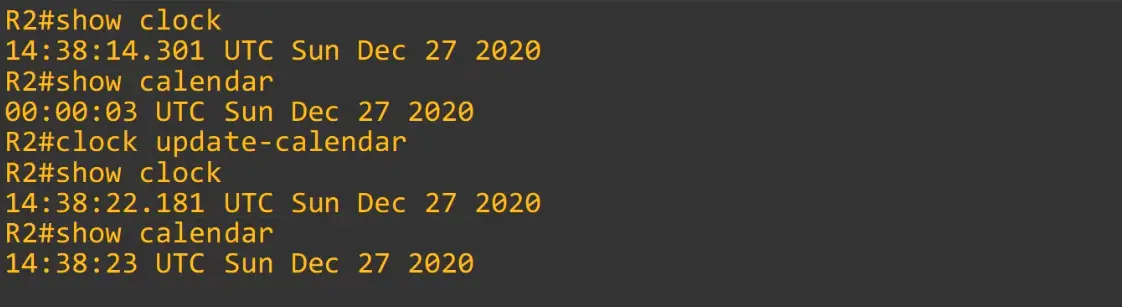 R2#show clock
14:38:14.301 UTC Sun Dec 27 2020
R2#show calendar
00:00:03 UTC Sun Dec 27 2020
R2#clock update-calendar
R2#show clock
14:38:22.181 UTC Sun Dec 27 2020
R2#show calendar
14:38:23 UTC Sun Dec 27 2020